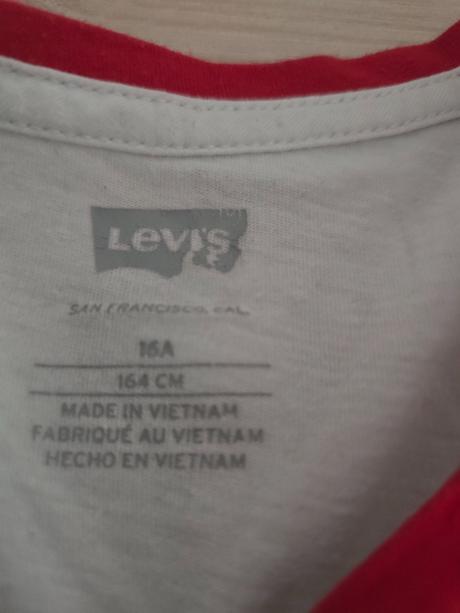 Levi's
SAN FRANCISCO, CAL.
16A
164 CM
MADE IN VIETNAM
FABRIQUÉ AU VIETNAM
HECHO EN VIETNAM